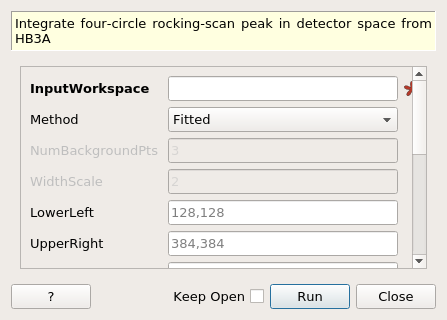 Integrate four-circle rocking-scan peak in detector space from
HB3A
InputWorkspace
Method Fitted
NumBackgroundPts 3
WidthScale 2
LowerLeft 128,128
UpperRight 384,384
? Keep Open Run Close